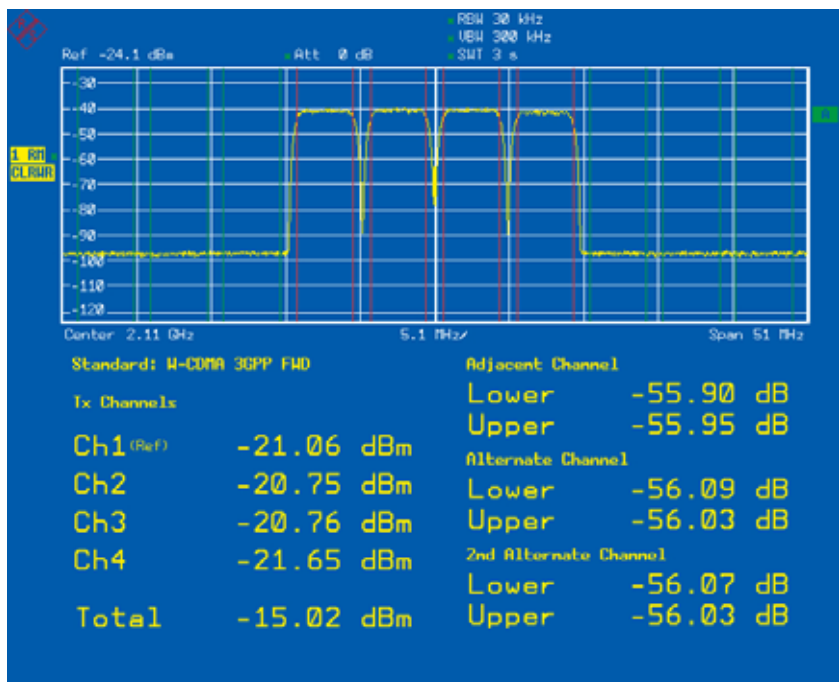 RBW 30 kHz
VBW 300 kHz
Ref -24.1 dBm Att 0 dB SWT 3 s
-30
-40
-50
1 RM
-60
CLRWR
-70
-80
-90
-100
-110
-120
Center 2.11 GHz 5.1 MHz/ Span 51 MHz
Standard: W-CDMA 3GPP FWD
Tx Channels
Ch1 (Ref) -21.06 dBm
Ch2 -20.75 dBm
Ch3 -20.76 dBm
Ch4 -21.65 dBm
Total -15.02 dBm
Adjacent Channel
Lower -55.90 dB
Upper -55.95 dB
Alternate Channel
Lower -56.09 dB
Upper -56.03 dB
2nd Alternate Channel
Lower -56.07 dB
Upper -56.03 dB